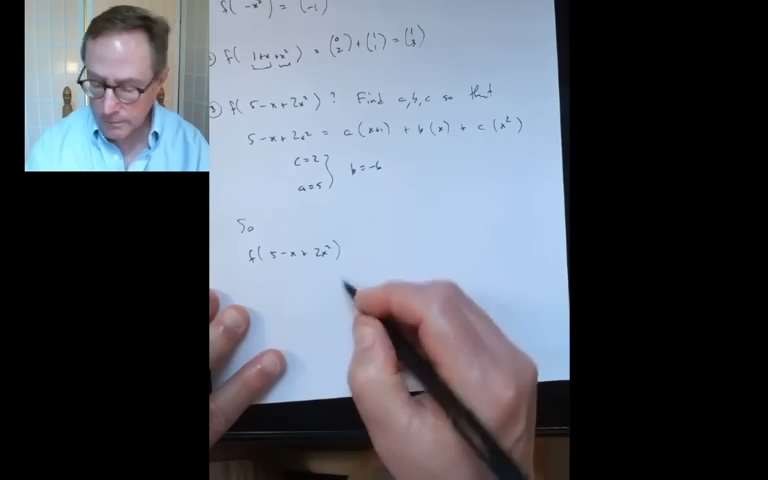 f( -x² ) = (-1)
f( 1+x+x² ) = (0 2) + (1 1) = (1 3)
③ f( 5-x+2x² ) ? Find a,b,c so that
5-x+2x² = a(x+1) + b(x) + c(x²)
c=2
b=-6
a=5
So
f( 5-x+2x² )